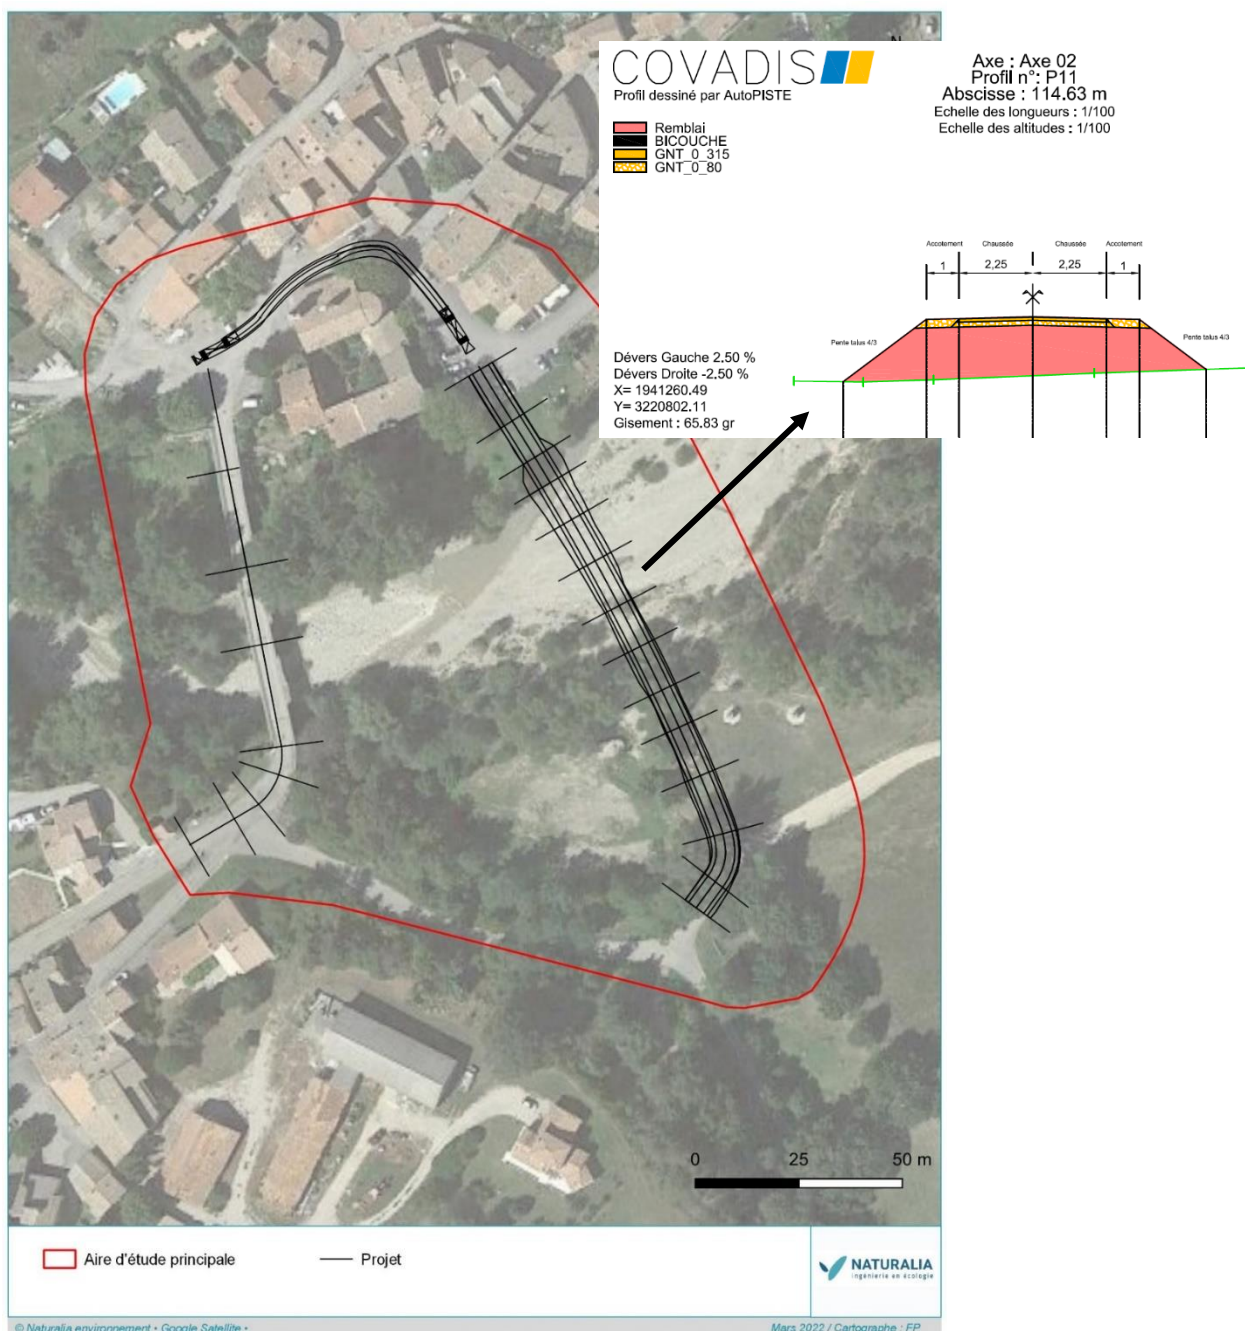 N
COVADIS
Profil dessiné par AutoPISTE
Axe : Axe 02
Profil n°: P11
Abscisse : 114.63 m
Echelle des longueurs : 1/100
Echelle des altitudes : 1/100
Remblai
BICOUCHE
GNT_0_315
GNT_0_80
Accotement Chaussée Chaussée Accotement
1 2,25 2,25 1
Pente talus 4/3 Pente talus 4/3
Dévers Gauche 2.50 %
Dévers Droite -2.50 %
X= 1941260.49
Y= 3220802.11
Gisement : 65.83 gr
0 25 50 m
Aire d'étude principale
Projet
NATURALIA
ingénierie en écologie
© Naturalia environnement - Google Satellite -
Mars 2022 / Cartographe : FP